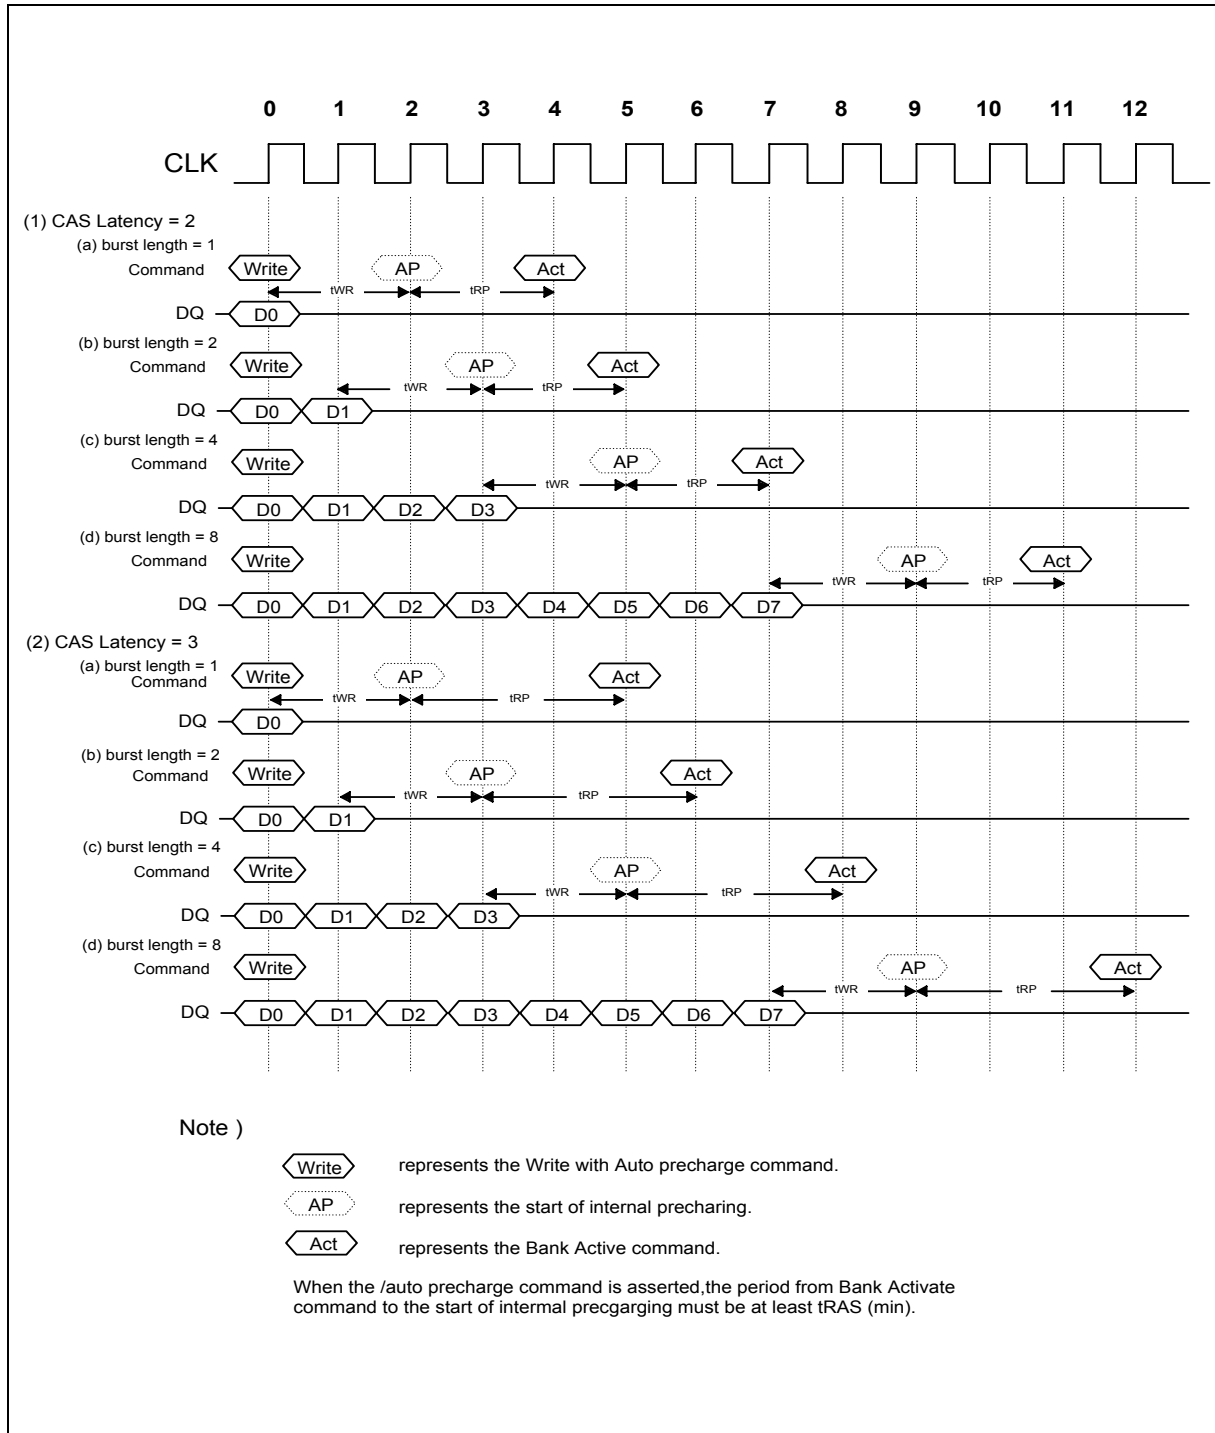 0 1 2 3 4 5 6 7 8 9 10 11 12
CLK
(1) CAS Latency = 2
(a) burst length = 1
Command Write AP Act
tWR tRP
DQ D0
(b) burst length = 2
Command Write AP Act
tWR tRP
DQ D0 D1
(c) burst length = 4
Command Write AP Act
tWR tRP
DQ D0 D1 D2 D3
(d) burst length = 8
Command Write AP Act
tWR tRP
DQ D0 D1 D2 D3 D4 D5 D6 D7
(2) CAS Latency = 3
(a) burst length = 1
Command Write AP Act
tWR tRP
DQ D0
(b) burst length = 2
Command Write AP Act
tWR tRP
DQ D0 D1
(c) burst length = 4
Command Write AP Act
tWR tRP
DQ D0 D1 D2 D3
(d) burst length = 8
Command Write AP Act
tWR tRP
DQ D0 D1 D2 D3 D4 D5 D6 D7
Note )
Write represents the Write with Auto precharge command.
AP represents the start of internal precharing.
Act represents the Bank Active command.
When the /auto precharge command is asserted,the period from Bank Activate
command to the start of intermal precgarging must be at least tRAS (min).